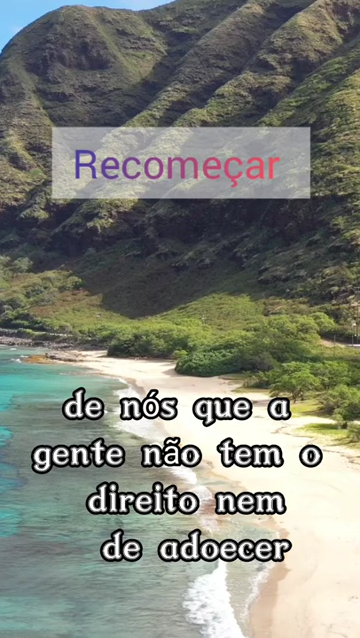 Recomeçar
de nós que a
gente não tem o
direito nem
de adoecer